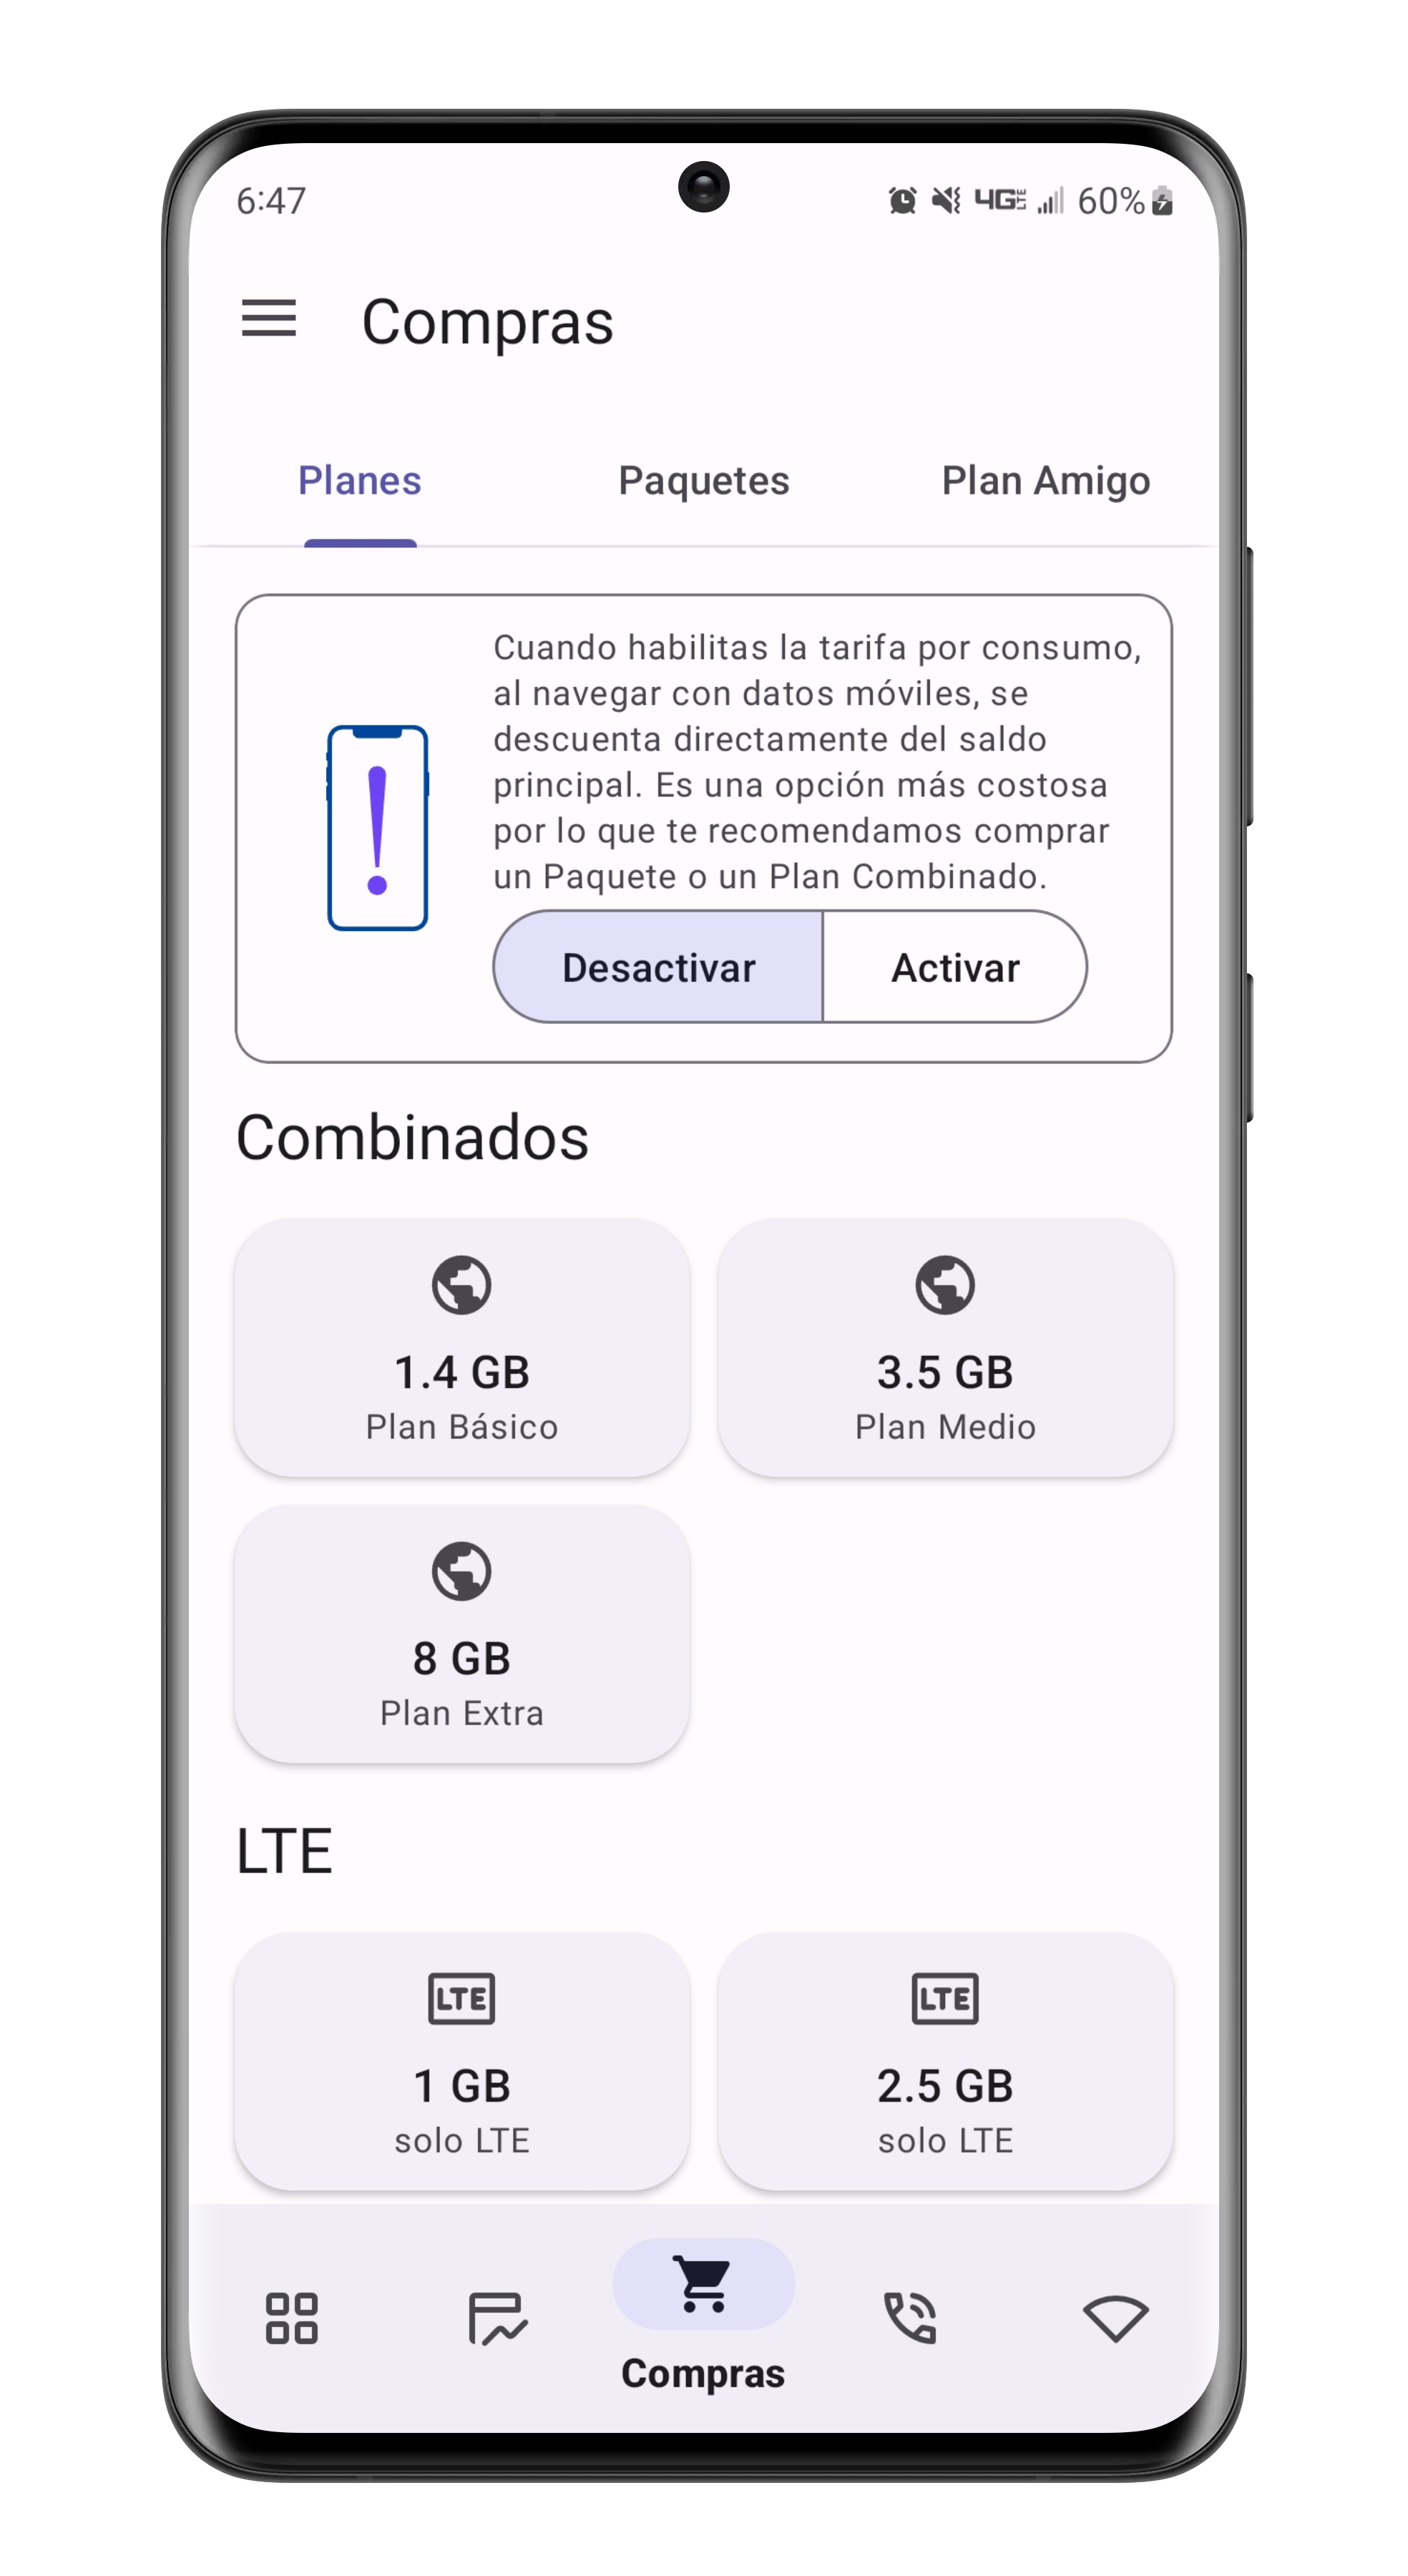 6:47
4G LTE 60%
Compras
Planes Paquetes Plan Amigo
Cuando habilitas la tarifa por consumo,
al navegar con datos móviles, se
descuenta directamente del saldo
principal. Es una opción más costosa
por lo que te recomendamos comprar
un Paquete o un Plan Combinado.
Desactivar Activar
Combinados
1.4 GB 3.5 GB
Plan Básico Plan Medio
8 GB
Plan Extra
LTE
LTE LTE
1 GB 2.5 GB
solo LTE solo LTE
Compras